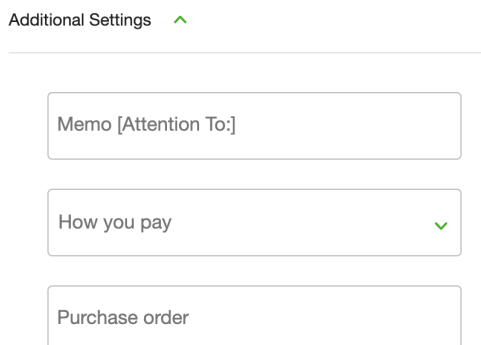 Additional Settings
Memo [Attention To:]
How you pay
Purchase order